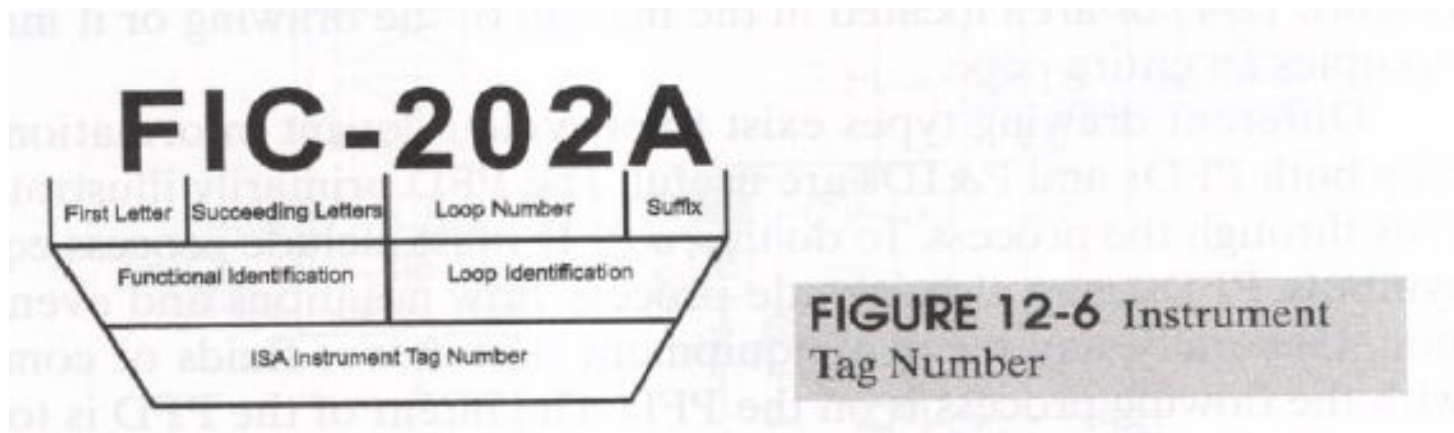 FIC-202A
First Letter Succeeding Letters Loop Number Suffix
Functional Identification Loop Identification
ISA Instrument Tag Number
FIGURE 12-6 Instrument
Tag Number